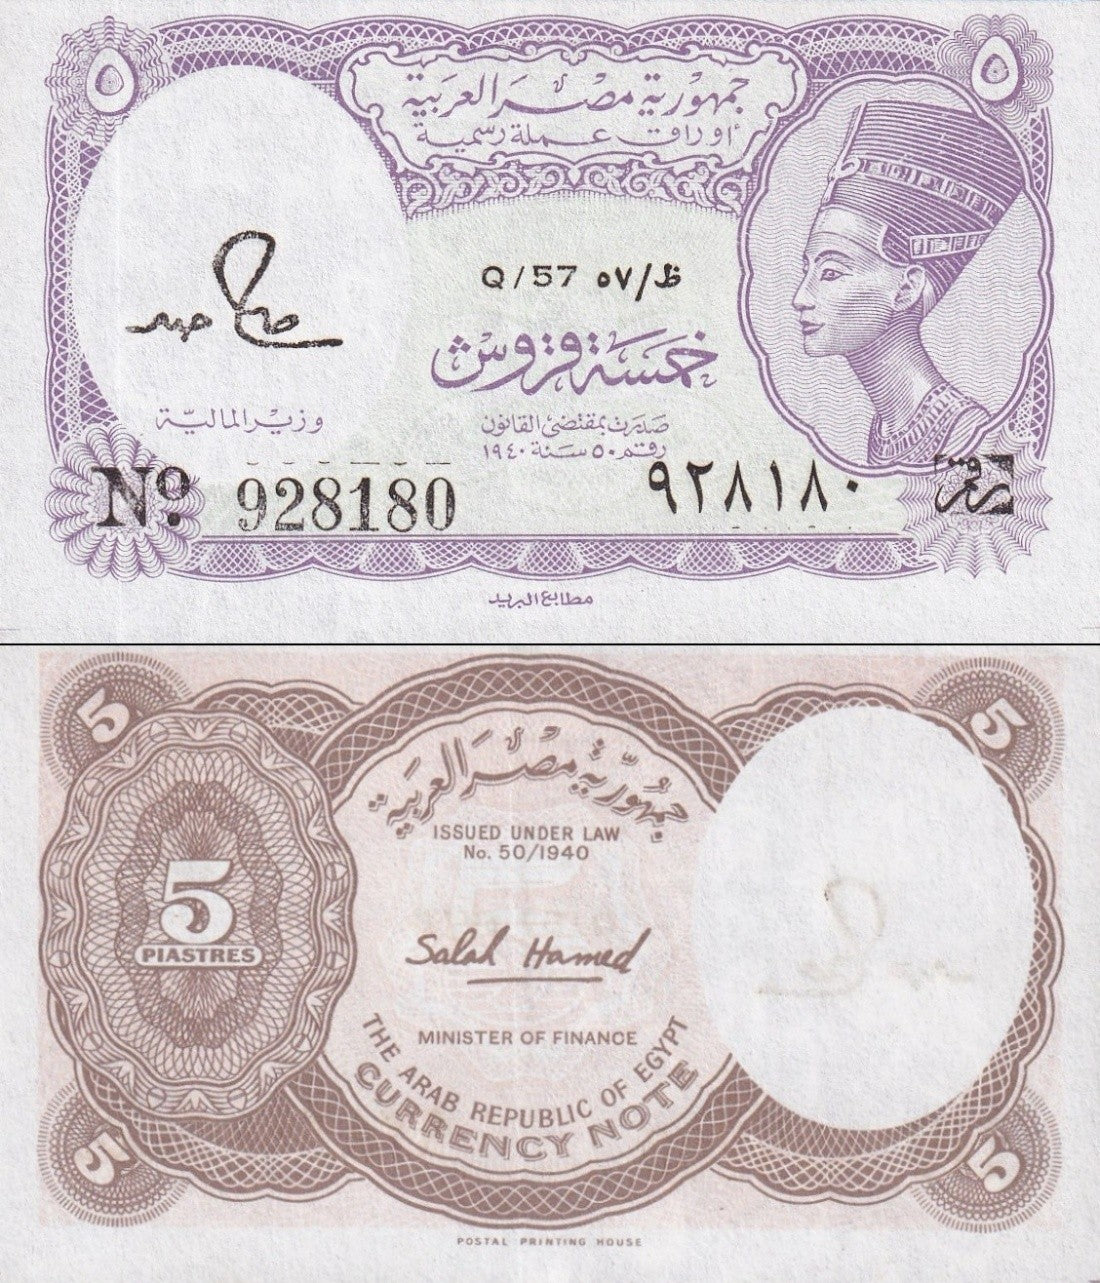 ٥
٥
جمهورية مصر العربية
أوراق عملة رسمية
Q/57 ٥٧/ظ
خمسة قروش
صدرت بمقتضى القانون
رقم ٥٠ سنة ١٩٤٠
وزير المالية
No. 928180
٩٢٨١٨٠ رقم
مطابع البريد
5
5
جمهورية مصر العربية
ISSUED UNDER LAW
No. 50/1940
5
PIASTRES
Salah Hamed
MINISTER OF FINANCE
THE ARAB REPUBLIC OF EGYPT
CURRENCY NOTE
5
5
POSTAL PRINTING HOUSE